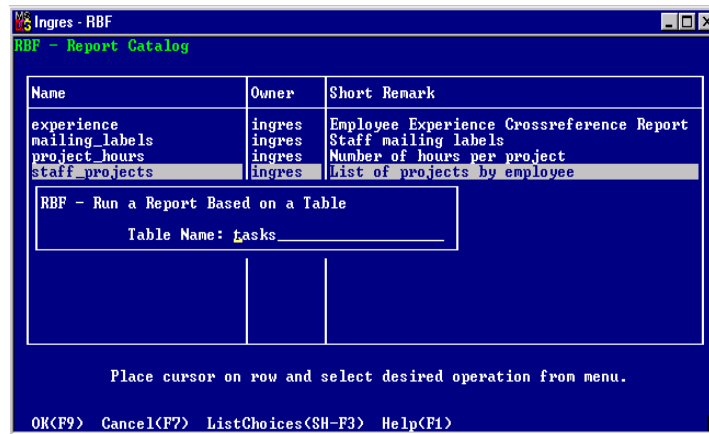 Ingres - RBF
RBF - Report Catalog
Name Owner Short Remark
experience ingres Employee Experience Crossreference Report
mailing_labels ingres Staff mailing labels
project_hours ingres Number of hours per project
staff_projects ingres List of projects by employee
RBF - Run a Report Based on a Table
Table Name: tasks
Place cursor on row and select desired operation from menu.
OK(F9) Cancel(F7) ListChoices(SH-F3) Help(F1)